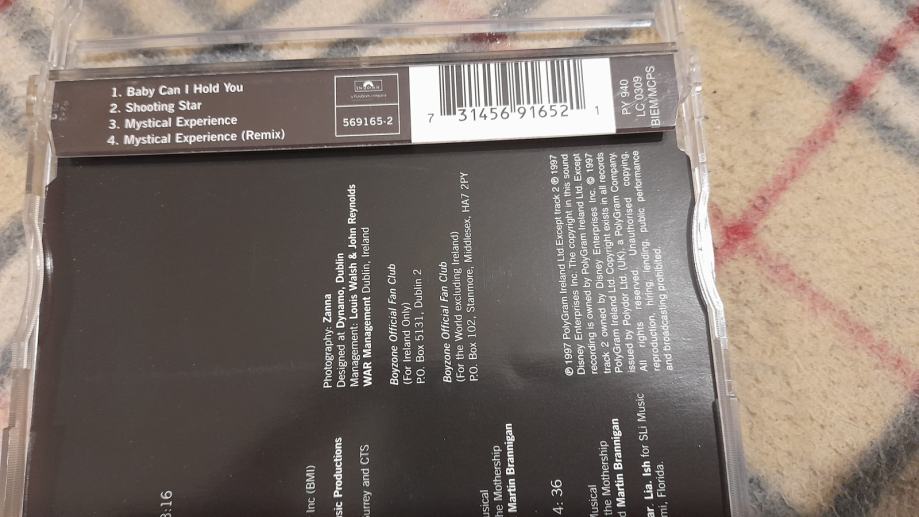 1. Baby Can I Hold You
2. Shooting Star
3. Mystical Experience
4. Mystical Experience (Remix)
569165-2
7 31456 91652 1
PY 940
LC 0309
BIEM/MCPS
Photography: Zanna
Designed at Dynamo, Dublin
Management: Louis Walsh & John Reynolds
WAR Management Dublin, Ireland
Boyzone Official Fan Club
(For Ireland Only)
P.O. Box 5131, Dublin 2
Boyzone Official Fan Club
(For the World excluding Ireland)
P.O. Box 102, Stanmore, Middlesex, HA7 2PY
℗ 1997 PolyGram Ireland Ltd Except track 2 ℗ 1997
Disney Enterprises Inc. The copyright in this sound
recording is owned by PolyGram Ireland Ltd. Except
track 2 owned by Disney Enterprises Inc. © 1997
PolyGram Ireland Ltd. Copyright exists in all records
issued by Polydor Ltd. (UK), a PolyGram Company.
All rights reserved. Unauthorised copying,
reproduction, hiring, lending, public performance
and broadcasting prohibited.
:16
Inc (BMI)
sic Productions
urrey and CTS
usical
he Mothership
Martin Brannigan
4:36
usical
the Mothership
d Martin Brannigan
ar. Lia. Ish for SLi Music
mi, Florida.